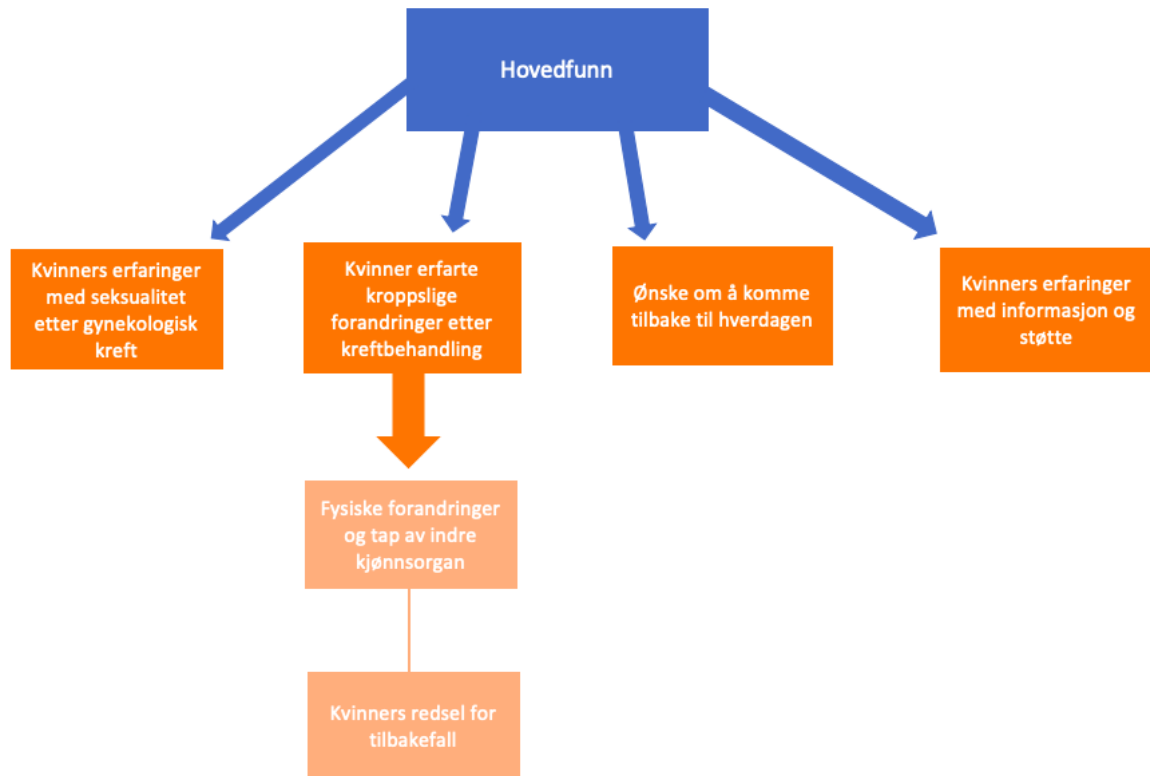 Hovedfunn
Kvinners erfaringer
med seksualitet
etter gynekologisk
kreft
Kvinner erfarte
kroppslige
forandringer etter
kreftbehandling
Ønske om å komme
tilbake til hverdagen
Kvinners erfaringer
med informasjon og
støtte
Fysiske forandringer
og tap av indre
kjønnsorgan
Kvinners redsel for
tilbakefall